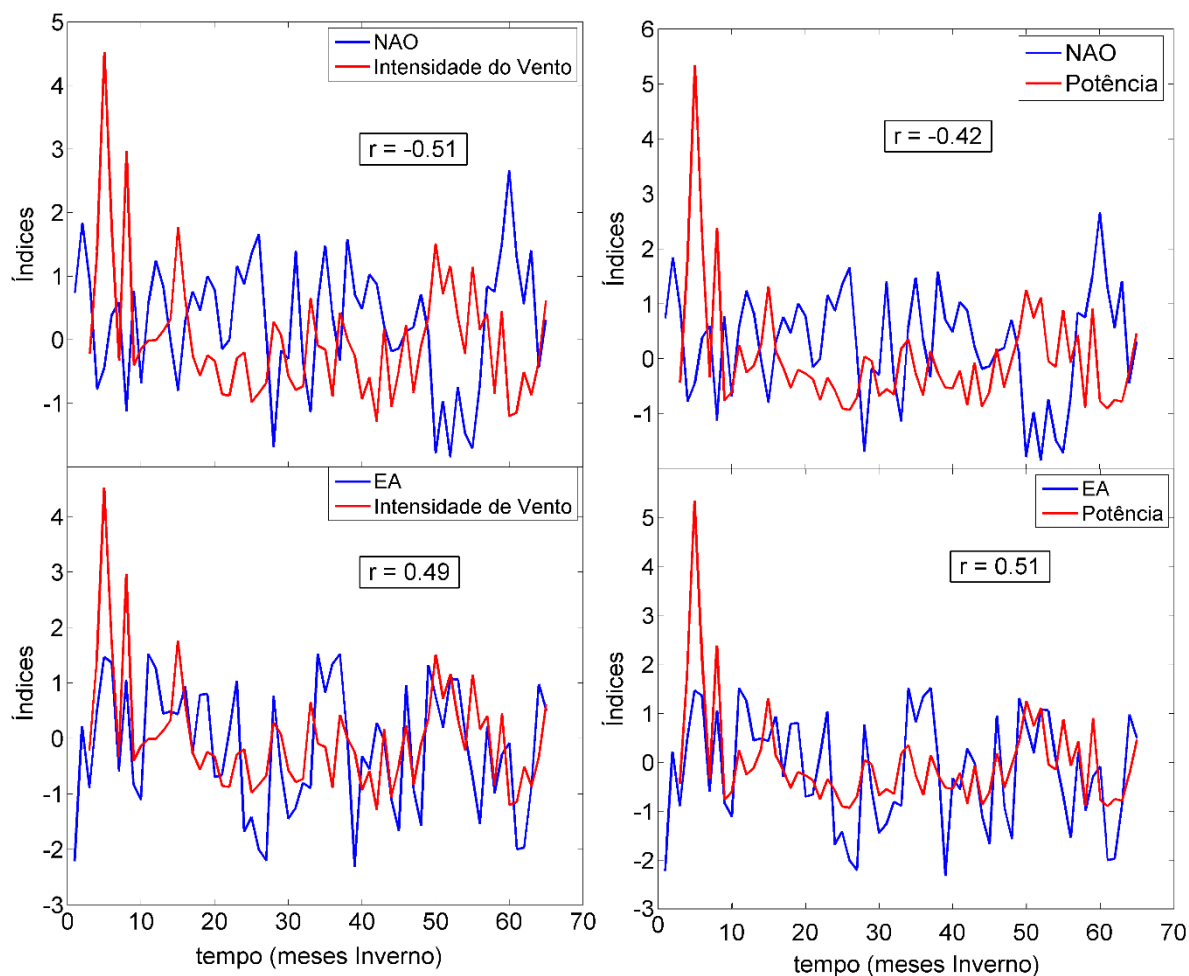 NAO
Intensidade do Vento
r = -0.51
Índices
5
4
3
2
1
0
-1
NAO
Potência
r = -0.42
Índices
6
5
4
3
2
1
0
-1
EA
Intensidade de Vento
r = 0.49
Índices
4
3
2
1
0
-1
-2
-3
0 10 20 30 40 50 60 70
tempo (meses Inverno)
EA
Potência
r = 0.51
Índices
5
4
3
2
1
0
-1
-2
-3
0 10 20 30 40 50 60 70
tempo (meses Inverno)